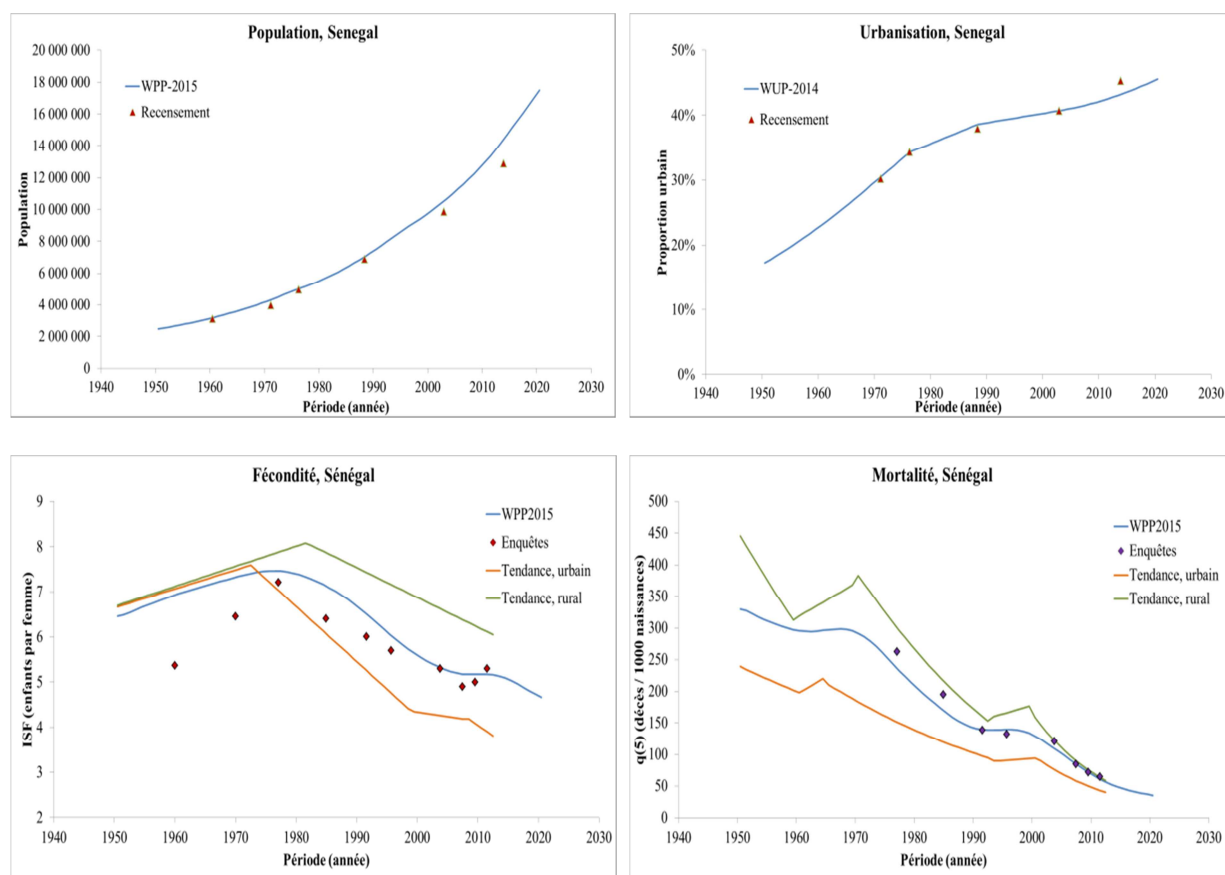 Population, Senegal
20 000 000
18 000 000
16 000 000
14 000 000
12 000 000
10 000 000
8 000 000
6 000 000
4 000 000
2 000 000
0
Population
WPP-2015
Recensement
1940 1950 1960 1970 1980 1990 2000 2010 2020 2030
Période (année)
Urbanisation, Senegal
50%
40%
30%
20%
10%
0%
Proportion urbain
WUP-2014
Recensement
1940 1950 1960 1970 1980 1990 2000 2010 2020 2030
Période (année)
Fécondité, Sénégal
9
8
7
6
5
4
3
2
ISF (enfants par femme)
WPP2015
Enquêtes
Tendance, urbain
Tendance, rural
1940 1950 1960 1970 1980 1990 2000 2010 2020 2030
Période (année)
Mortalité, Sénégal
500
450
400
350
300
250
200
150
100
50
0
q(5) (décès / 1000 naissances)
WPP2015
Enquêtes
Tendance, urbain
Tendance, rural
1940 1950 1960 1970 1980 1990 2000 2010 2020 2030
Période (année)